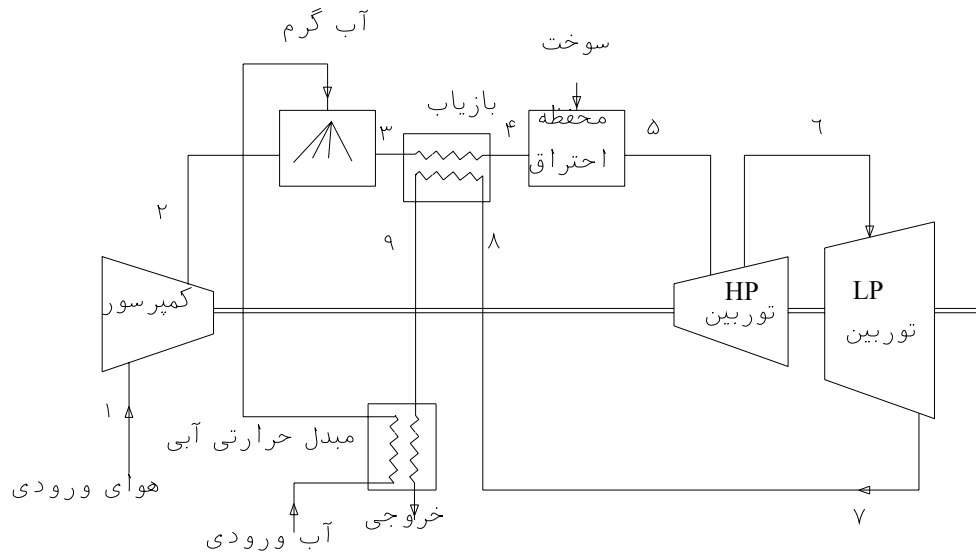 آب گرم
سوخت
بازیاب
محفظه
احتراق
۳
۴
۵
۶
۲
۹
۸
کمپرسور
HP
توربین
LP
توربین
۱
مبدل حرارتی آبی
هوای ورودی
خروجی
آب ورودی
۷